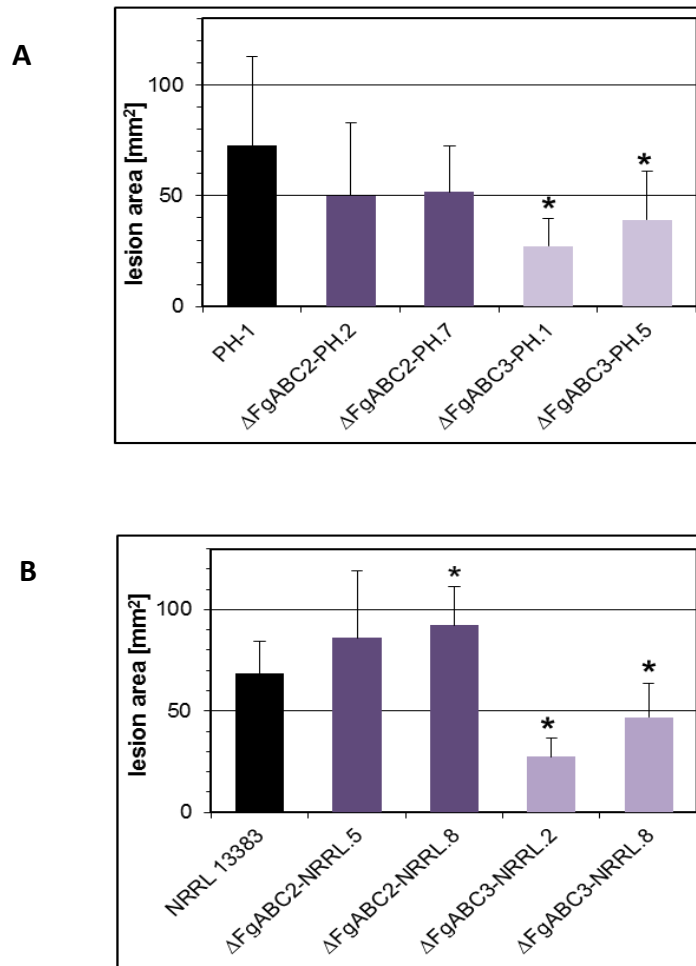 A
lesion area [mm²]
100
50
0
*
*
PH-1
ΔFgABC2-PH.2
ΔFgABC2-PH.7
ΔFgABC3-PH.1
ΔFgABC3-PH.5
B
lesion area [mm²]
100
50
0
*
*
*
NRRL 13383
ΔFgABC2-NRRL.5
ΔFgABC2-NRRL.8
ΔFgABC3-NRRL.2
ΔFgABC3-NRRL.8